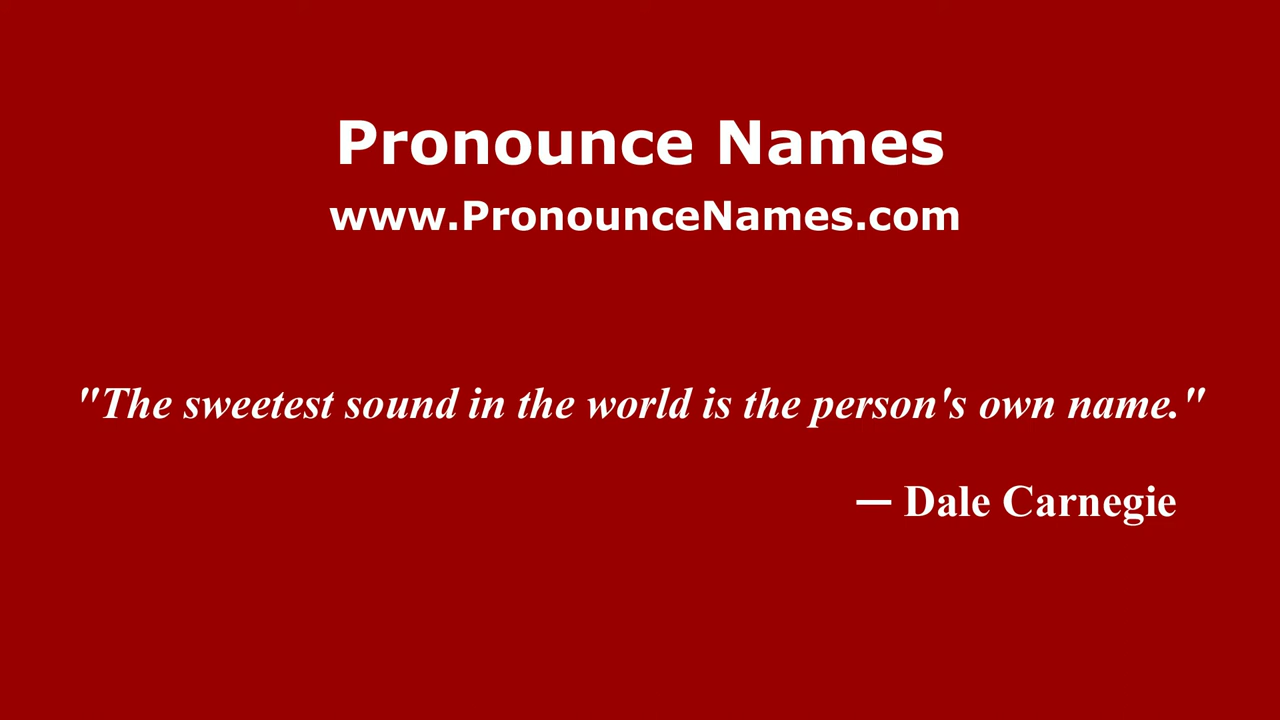 Pronounce Names
www.PronounceNames.com
"The sweetest sound in the world is the person's own name."
— Dale Carnegie